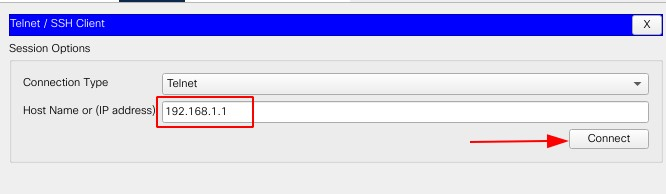 Telnet / SSH Client
X
Session Options
Connection Type
Telnet
Host Name or (IP address)
192.168.1.1
Connect